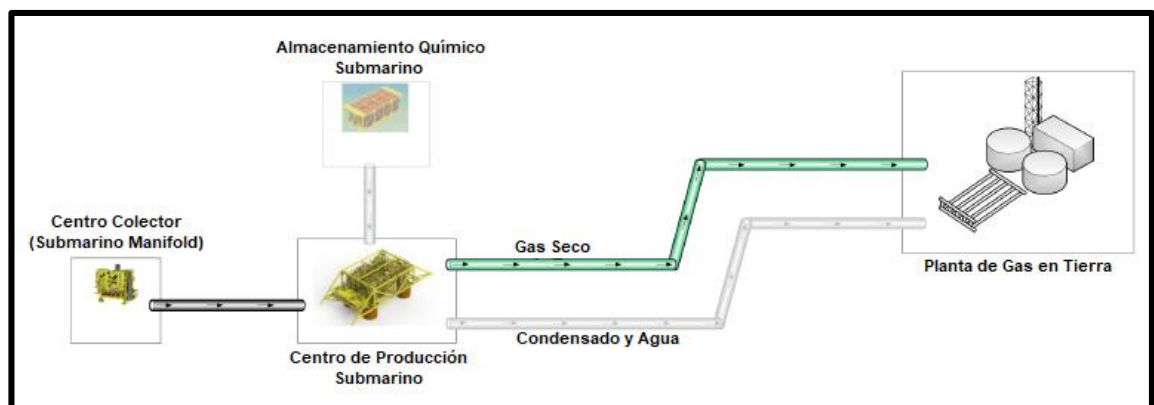 Almacenamiento Químico
Submarino
Centro Colector
(Submarino Manifold)
Gas Seco
Planta de Gas en Tierra
Condensado y Agua
Centro de Producción
Submarino